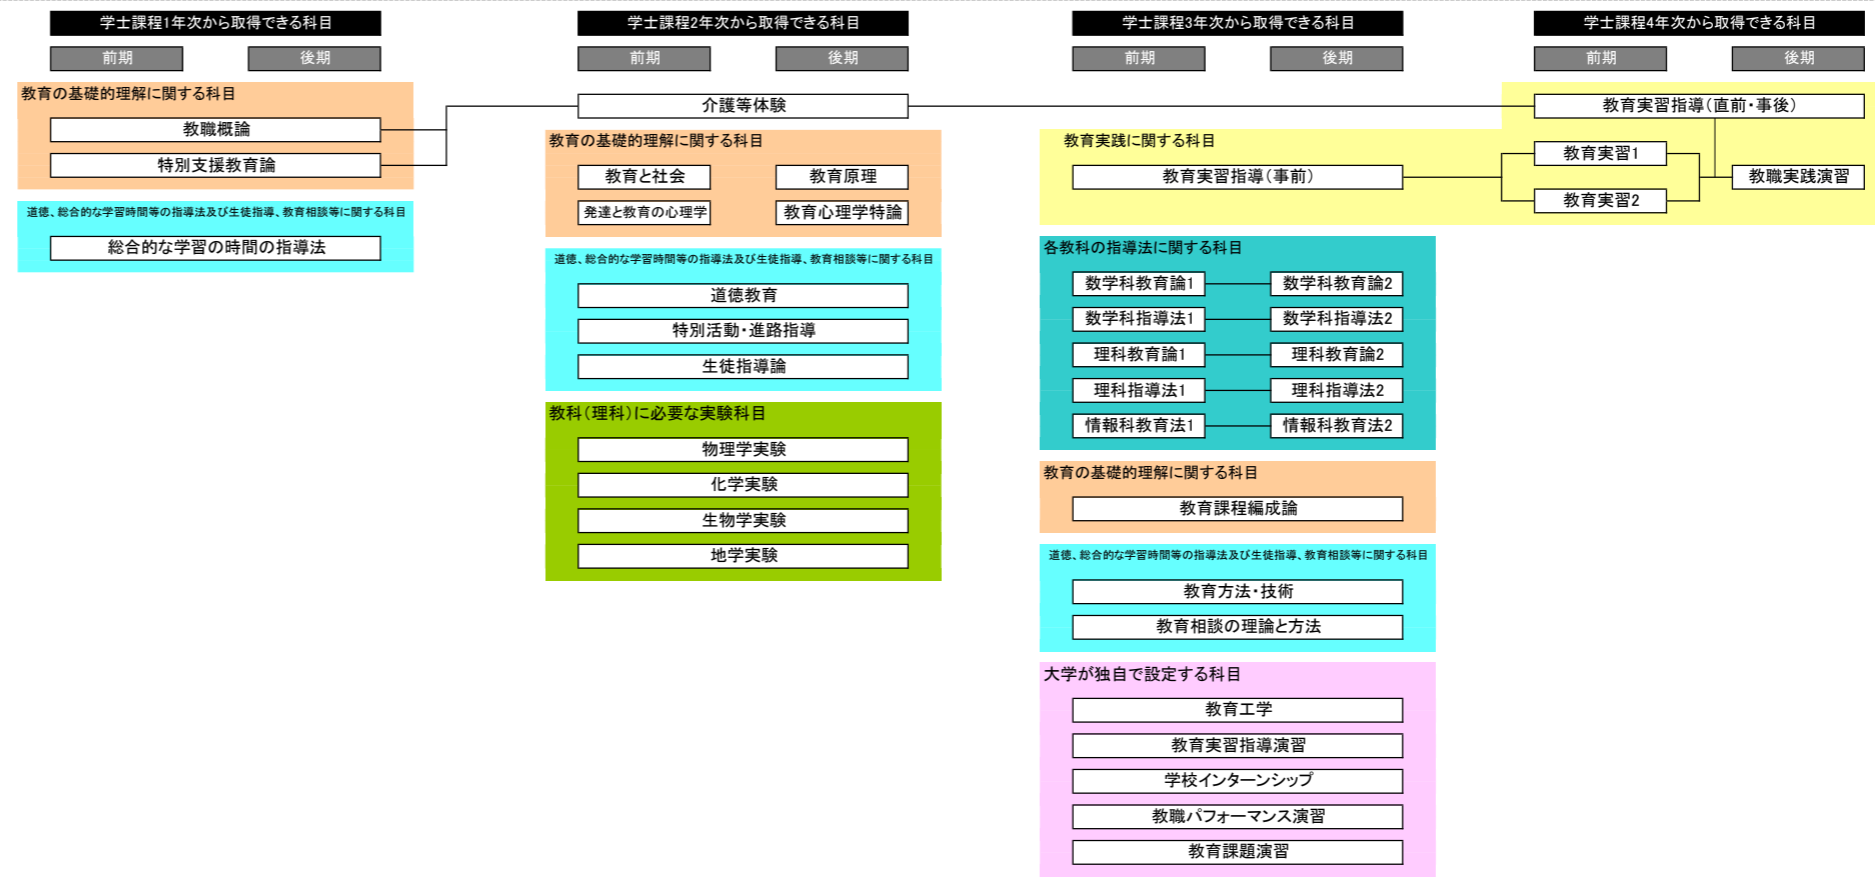 学士課程1年次から取得できる科目
前期
後期
教育の基礎的理解に関する科目
教職概論
特別支援教育論
道徳、総合的な学習時間等の指導法及び生徒指導、教育相談等に関する科目
総合的な学習の時間の指導法
学士課程2年次から取得できる科目
前期
後期
介護等体験
教育の基礎的理解に関する科目
教育と社会
教育原理
発達と教育の心理学
教育心理学特論
道徳、総合的な学習時間等の指導法及び生徒指導、教育相談等に関する科目
道徳教育
特別活動・進路指導
生徒指導論
教科(理科)に必要な実験科目
物理学実験
化学実験
生物学実験
地学実験
学士課程3年次から取得できる科目
前期
後期
教育実践に関する科目
教育実習指導(事前)
各教科の指導法に関する科目
数学科教育論1
数学科教育論2
数学科指導法1
数学科指導法2
理科教育論1
理科教育論2
理科指導法1
理科指導法2
情報科教育法1
情報科教育法2
教育の基礎的理解に関する科目
教育課程編成論
道徳、総合的な学習時間等の指導法及び生徒指導、教育相談等に関する科目
教育方法・技術
教育相談の理論と方法
大学が独自で設定する科目
教育工学
教育実習指導演習
学校インターンシップ
教職パフォーマンス演習
教育課題演習
学士課程4年次から取得できる科目
前期
後期
教育実習指導(直前・事後)
教育実習1
教育実習2
教職実践演習